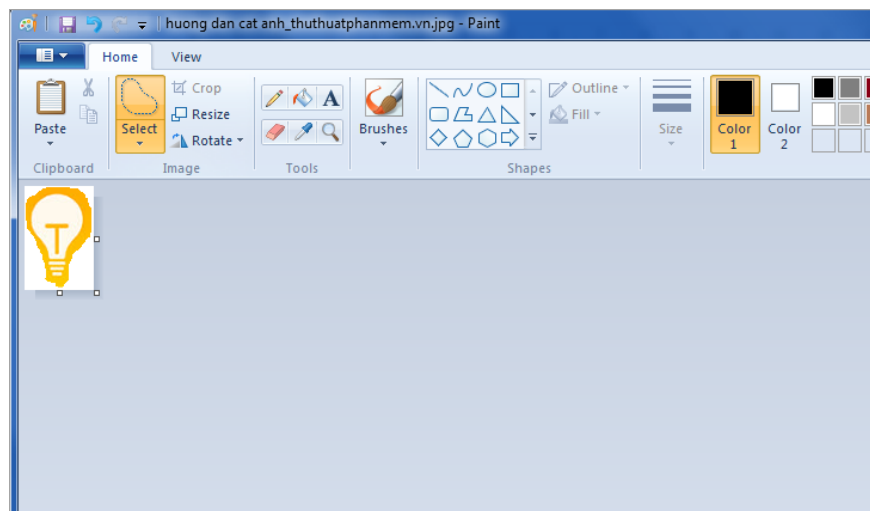 huong dan cat anh_thuthuatphanmem.vn.jpg - Paint
Home View
Paste
Clipboard
Select
Crop
Resize
Rotate
Image
A
Tools
Brushes
Outline
Fill
Shapes
Size
Color
1
Color
2
T